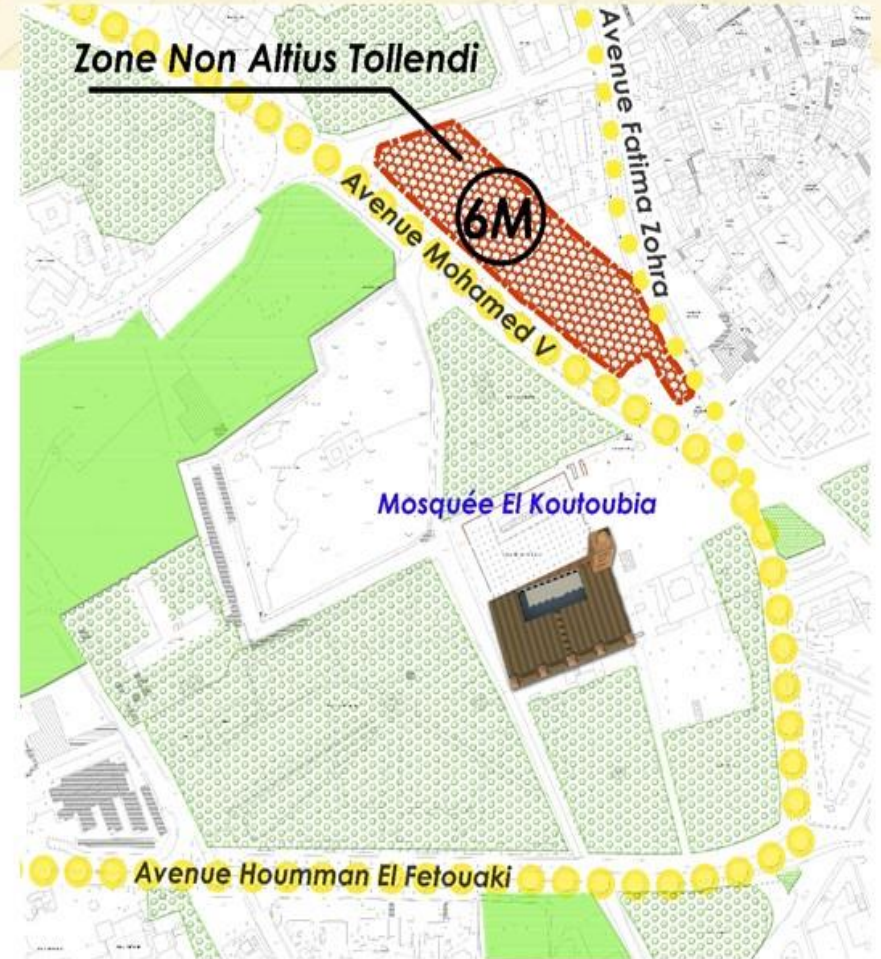 Zone Non Altius Tollendi
Avenue Fatima Zohra
6M
Avenue Mohamed V
Mosquée El Koutoubia
Avenue Houmman El Fetouaki